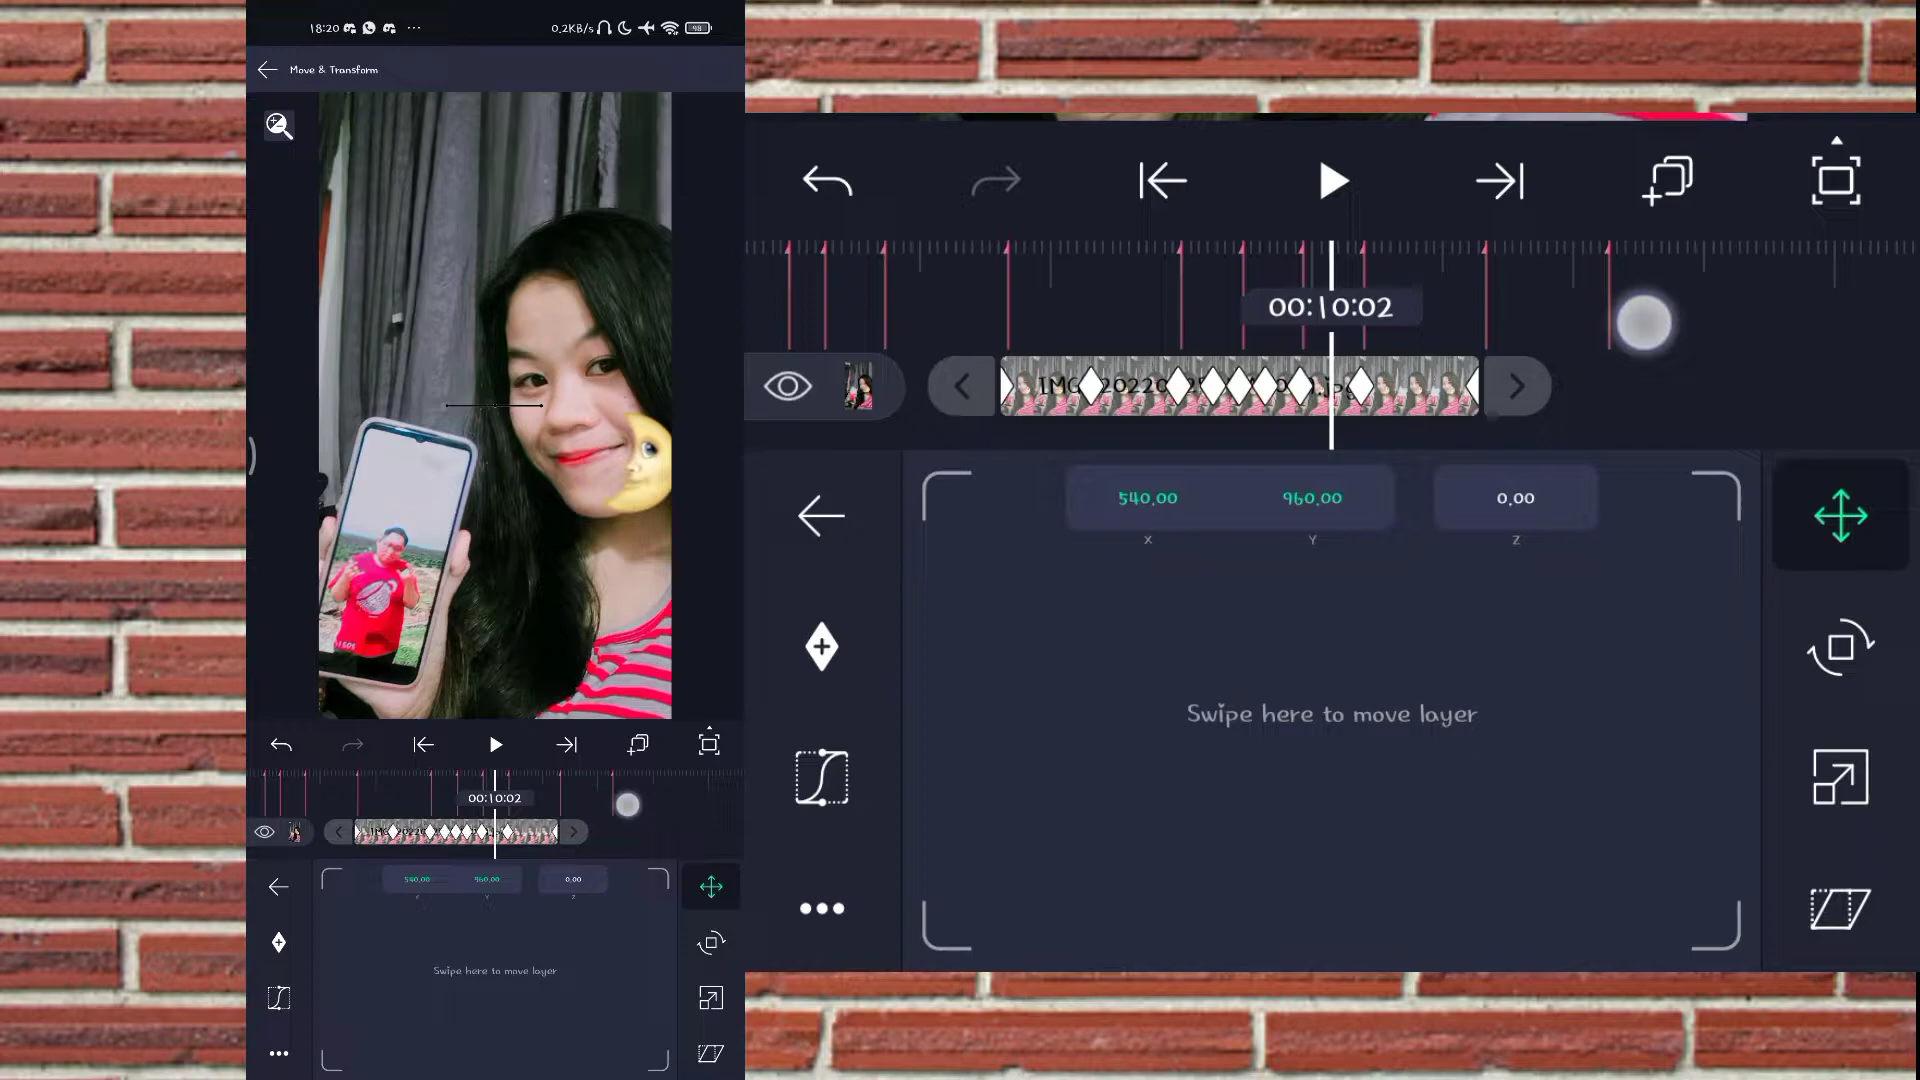 18:20
0.2KB/s
98
Move & Transform
00:10:02
540.00 960.00 0.00
Swipe here to move layer
00:10:02
540.00 960.00 0.00
X Y Z
Swipe here to move layer